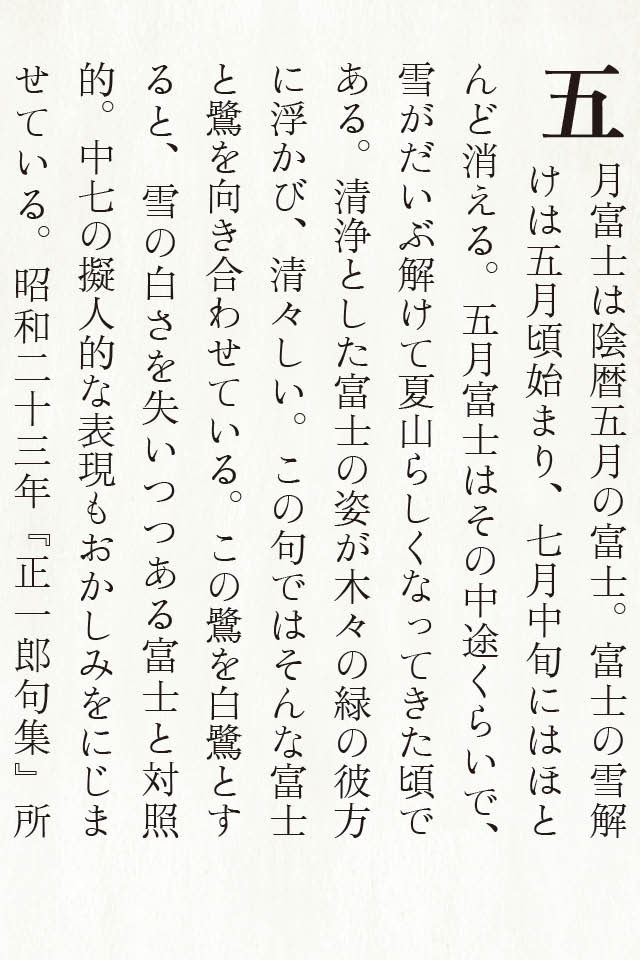 五月富士は陰暦五月の富士。富士の雪解
けは五月頃始まり、七月中旬にはほと
んど消える。五月富士はその中途くらいで、
雪がだいぶ解けて夏山らしくなってきた頃で
ある。清浄とした富士の姿が木々の緑の彼方
に浮かび、清々しい。この句ではそんな富士
と鷺を向き合わせている。この鷺を白鷺とす
ると、雪の白さを失いつつある富士と対照
的。中七の擬人的な表現もおかしみをにじま
せている。昭和二十三年『正一郎句集』所